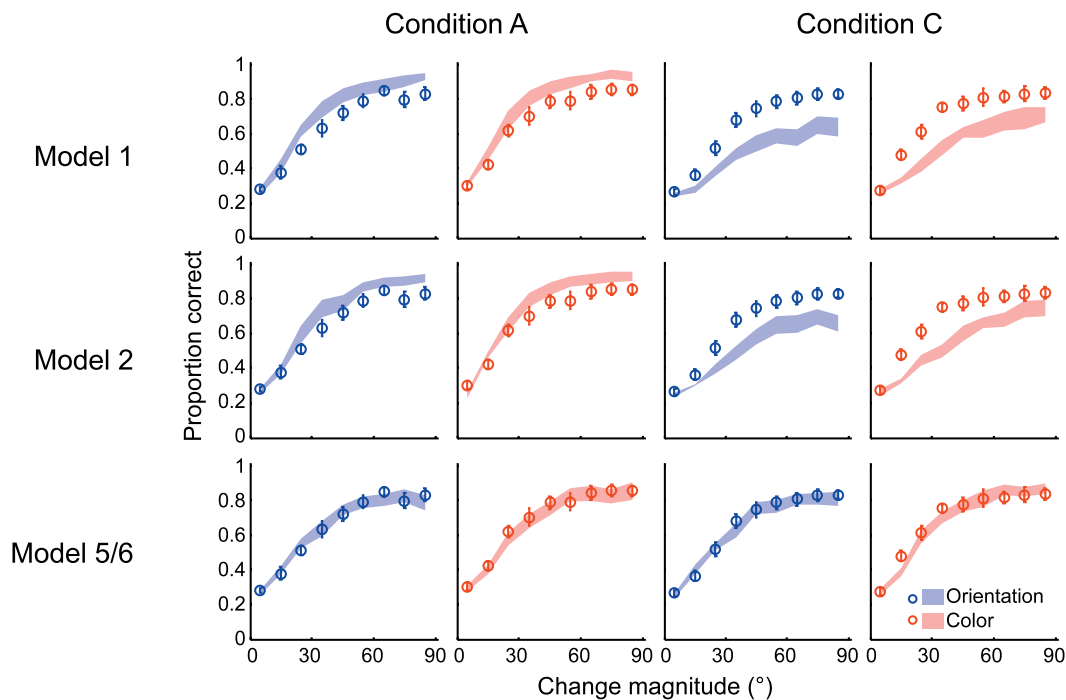 Condition A
Condition C
Model 1
Model 2
Model 5/6
Proportion correct
1
0.8
0.6
0.4
0.2
0
1
0.8
0.6
0.4
0.2
0
1
0.8
0.6
0.4
0.2
0
0 30 60 90 0 30 60 90 0 30 60 90 0 30 60 90
Orientation
Color
Change magnitude (°)